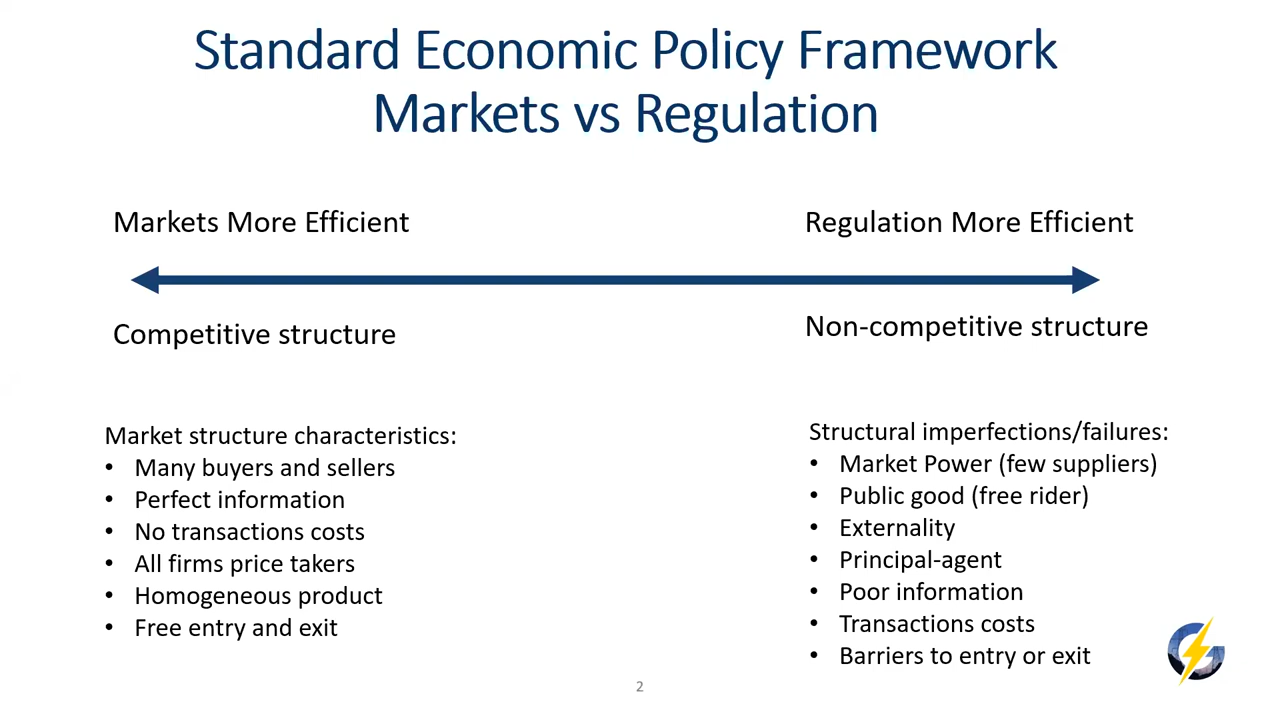 Standard Economic Policy Framework
Markets vs Regulation
Markets More Efficient
Regulation More Efficient
Competitive structure
Non-competitive structure
Market structure characteristics:
• Many buyers and sellers
• Perfect information
• No transactions costs
• All firms price takers
• Homogeneous product
• Free entry and exit
Structural imperfections/failures:
• Market Power (few suppliers)
• Public good (free rider)
• Externality
• Principal-agent
• Poor information
• Transactions costs
• Barriers to entry or exit
2